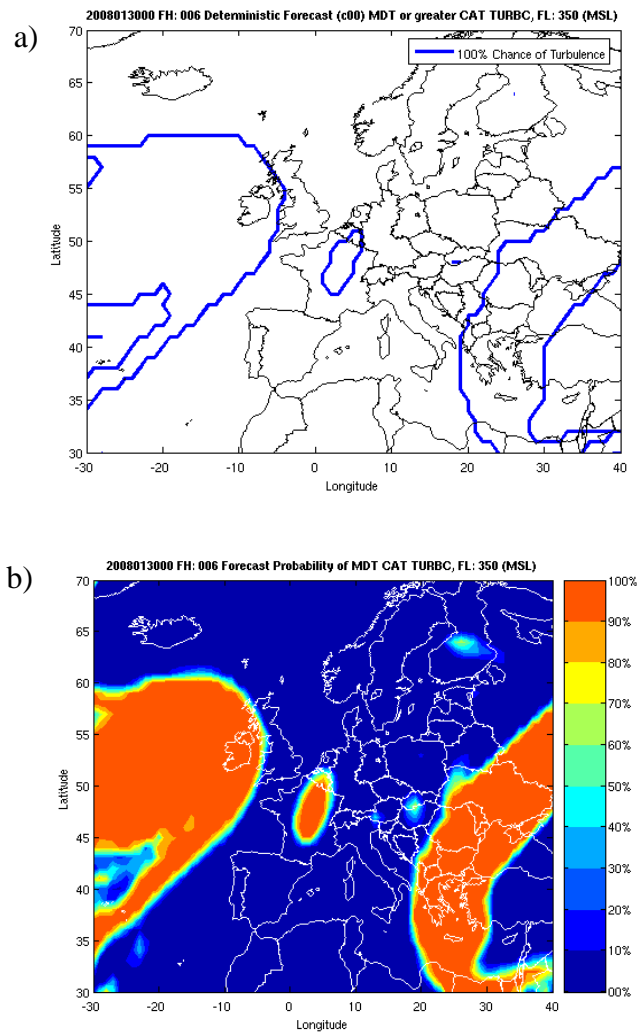 a)
2008013000 FH: 006 Deterministic Forecast (c00) MDT or greater CAT TURBC, FL: 350 (MSL)
100% Chance of Turbulence
70
65
60
55
50
45
40
35
30
Latitude
-30 -20 -10 0 10 20 30 40
Longitude
b)
2008013000 FH: 006 Forecast Probability of MDT CAT TURBC, FL: 350 (MSL)
70
65
60
55
50
45
40
35
30
Latitude
-30 -20 -10 0 10 20 30 40
Longitude
100%
90%
80%
70%
60%
50%
40%
30%
20%
10%
00%